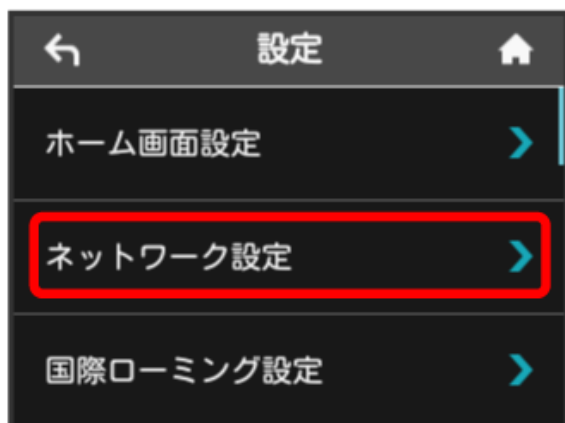 設定
ホーム画面設定
ネットワーク設定
国際ローミング設定